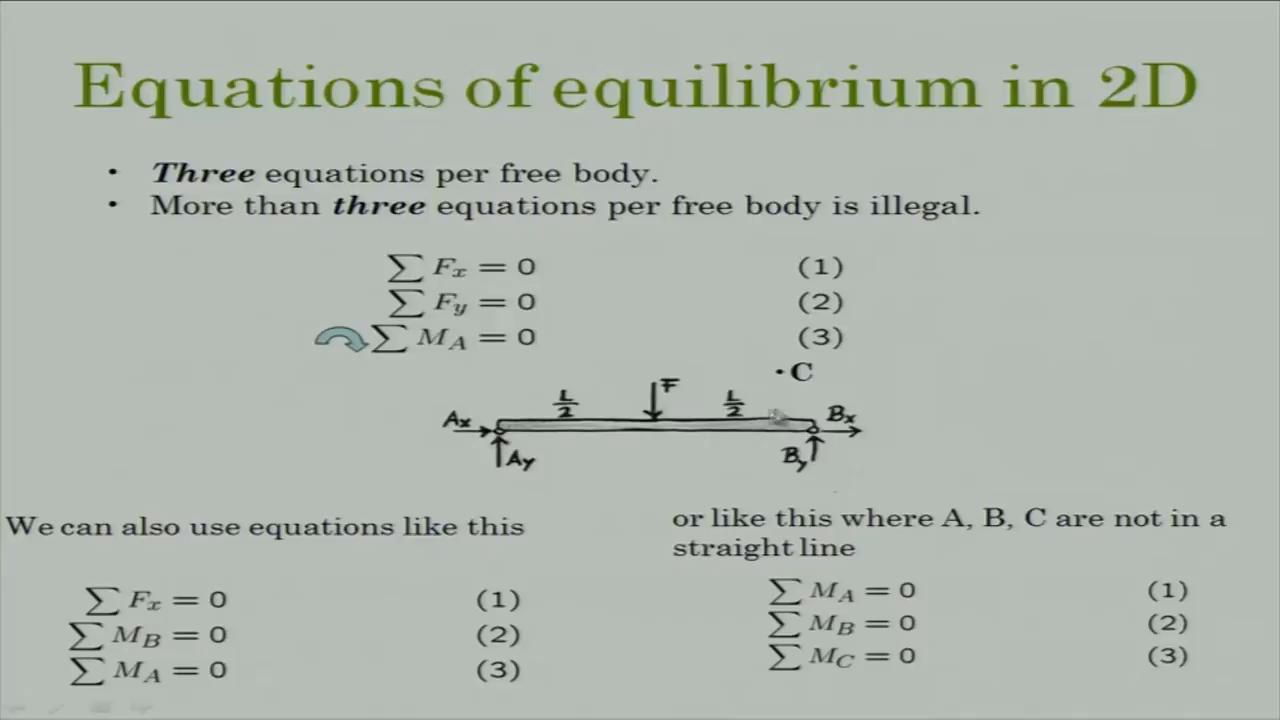 Equations of equilibrium in 2D
• Three equations per free body.
• More than three equations per free body is illegal.
∑ Fx = 0 (1)
∑ Fy = 0 (2)
∑ MA = 0 (3)
• C
L/2 F L/2
Ax Bx
Ay By
We can also use equations like this
∑ Fx = 0 (1)
∑ MB = 0 (2)
∑ MA = 0 (3)
or like this where A, B, C are not in a
straight line
∑ MA = 0 (1)
∑ MB = 0 (2)
∑ MC = 0 (3)